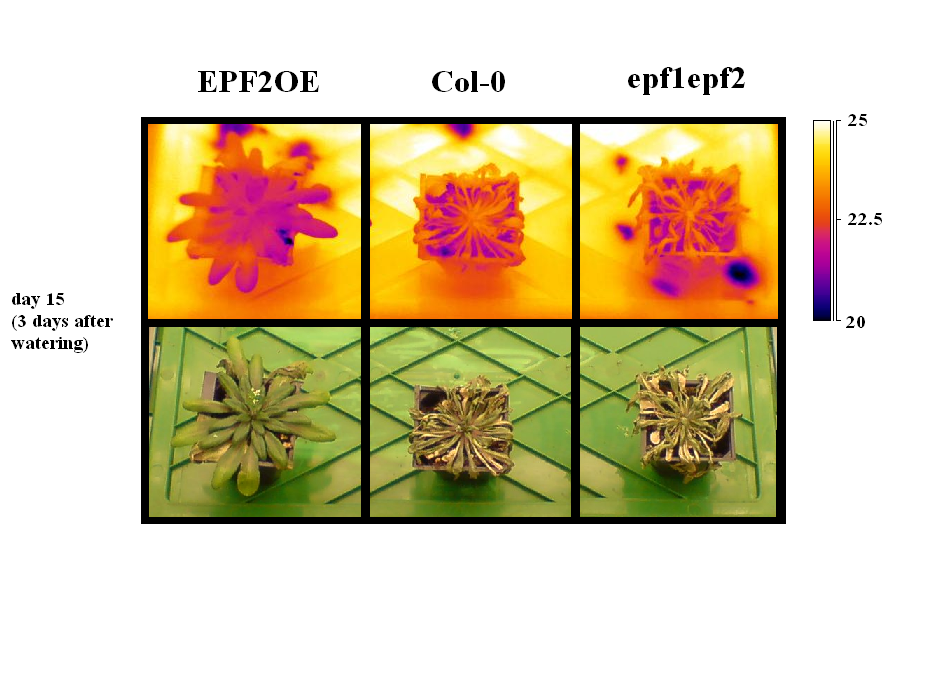 EPF2OE Col-0 epf1epf2
25
22.5
20
day 15
(3 days after
watering)